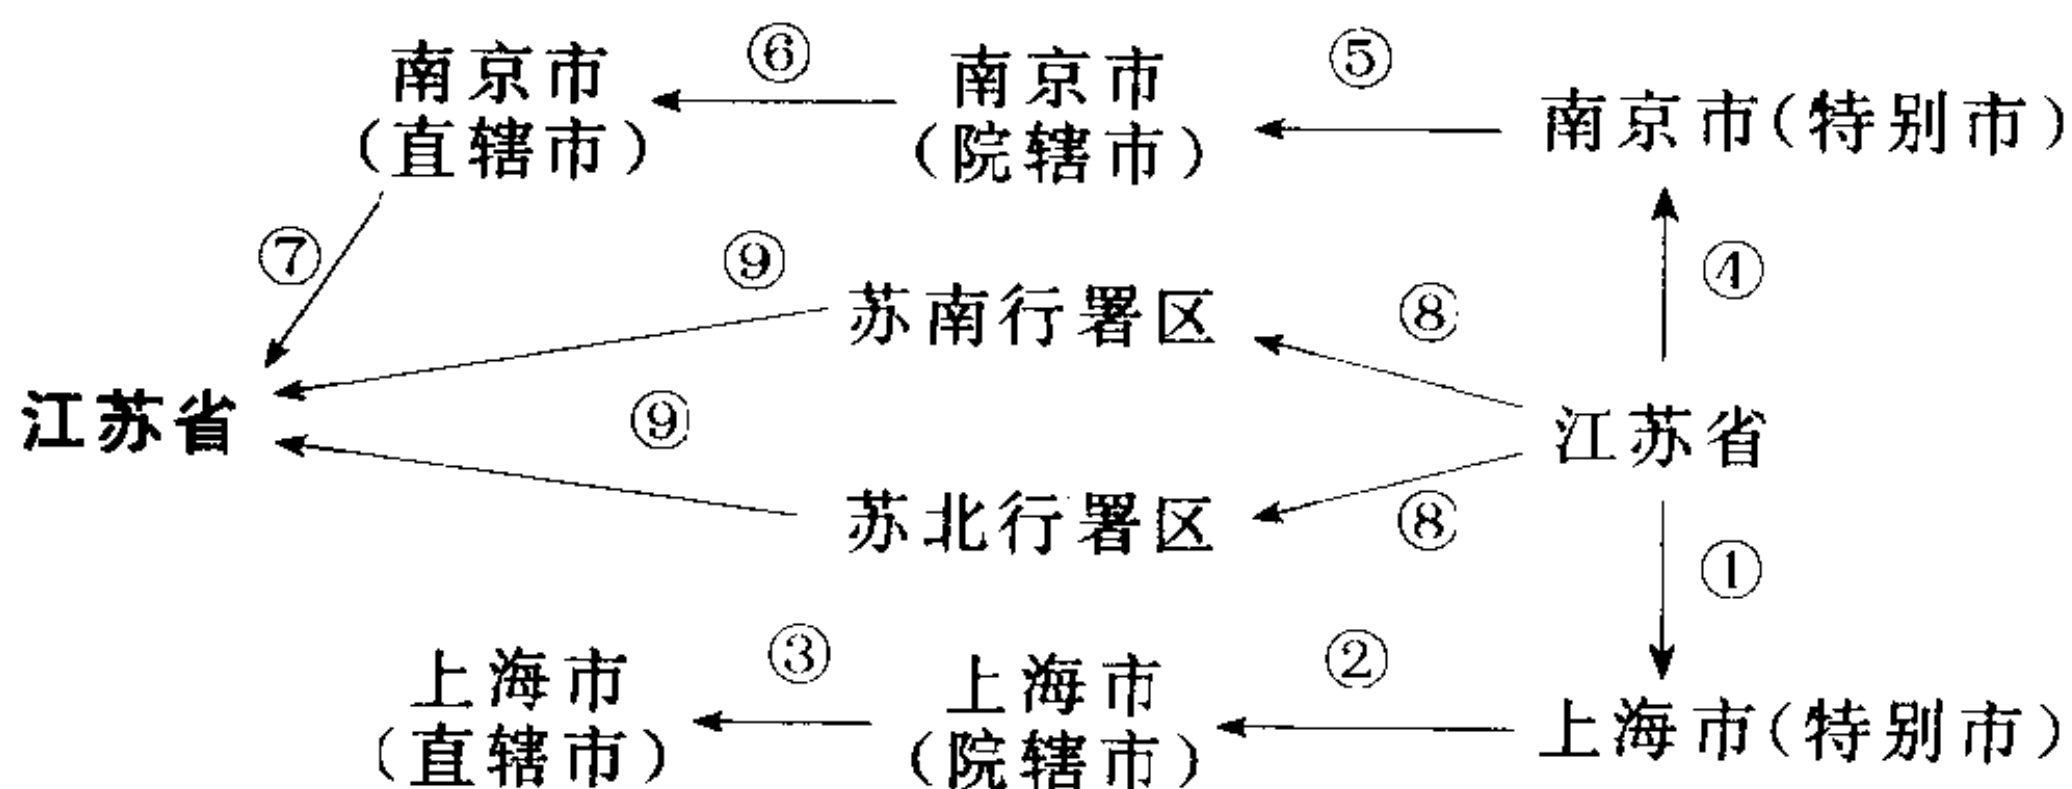 ⑥
⑤
南京市
(直辖市)
南京市
(院辖市)
南京市(特别市)
⑦
⑨
苏南行署区
⑧
④
江苏省
⑨
江苏省
苏北行署区
⑧
①
③
②
上海市
(直辖市)
上海市
(院辖市)
上海市(特别市)